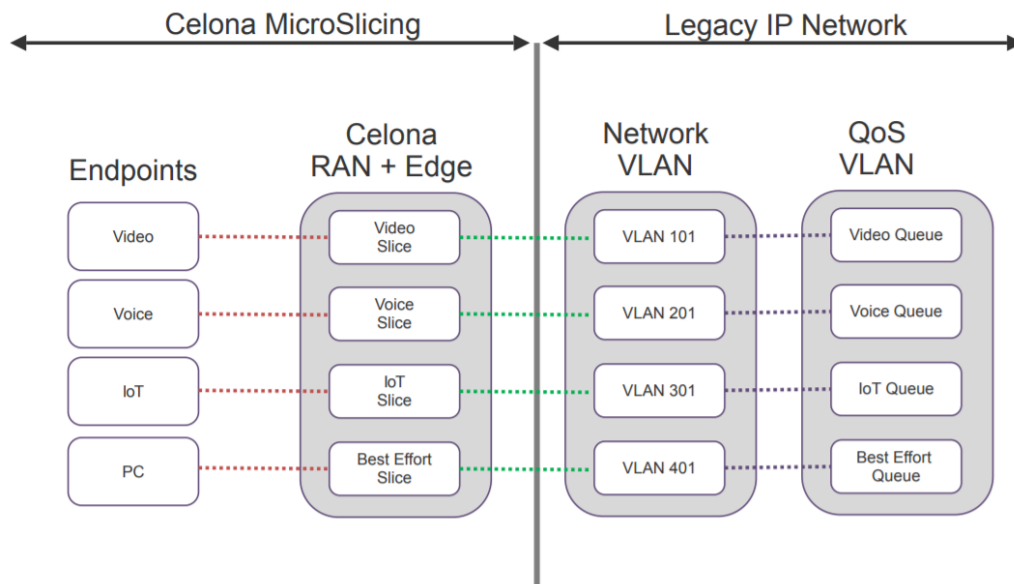 Celona MicroSlicing
Legacy IP Network
Endpoints
Celona
RAN + Edge
Network
VLAN
QoS
VLAN
Video
Video
Slice
VLAN 101
Video Queue
Voice
Voice
Slice
VLAN 201
Voice Queue
IoT
IoT
Slice
VLAN 301
IoT Queue
PC
Best Effort
Slice
VLAN 401
Best Effort
Queue